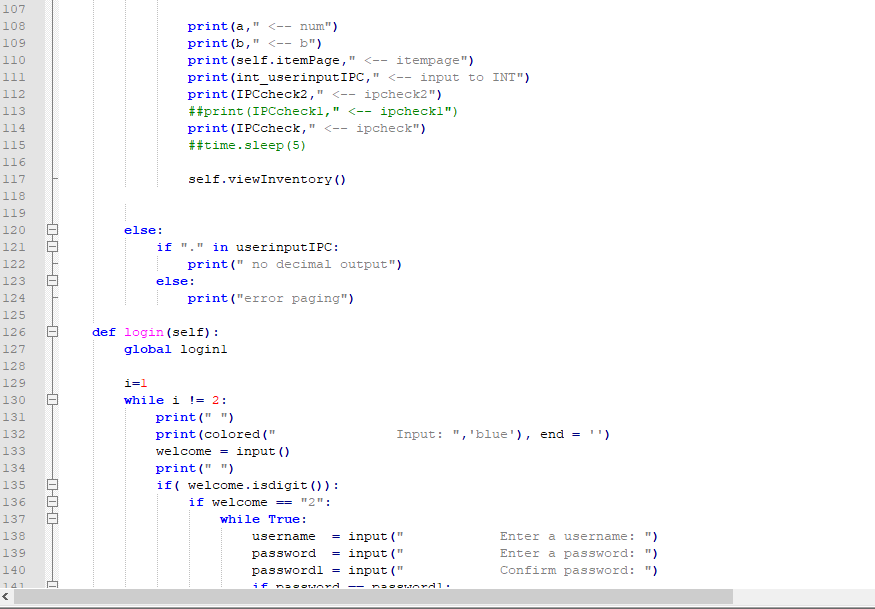 107
108 print(a," <-- num")
109 print(b," <-- b")
110 print(self.itemPage," <-- itempage")
111 print(int_userinputIPC," <-- input to INT")
112 print(IPCcheck2," <-- ipcheck2")
113 ##print(IPCcheck1," <-- ipcheck1")
114 print(IPCcheck," <-- ipcheck")
115 ##time.sleep(5)
116
117 self.viewInventory()
118
119
120 else:
121 if "." in userinputIPC:
122 print(" no decimal output")
123 else:
124 print("error paging")
125
126 def login(self):
127 global login1
128
129 i=1
130 while i != 2:
131 print(" ")
132 print(colored("               Input: ",'blue'), end = '')
133 welcome = input()
134 print(" ")
135 if( welcome.isdigit()):
136 if welcome == "2":
137 while True:
138 username  = input("            Enter a username: ")
139 password  = input("            Enter a password: ")
140 password1 = input("            Confirm password: ")
141 if password == password1: